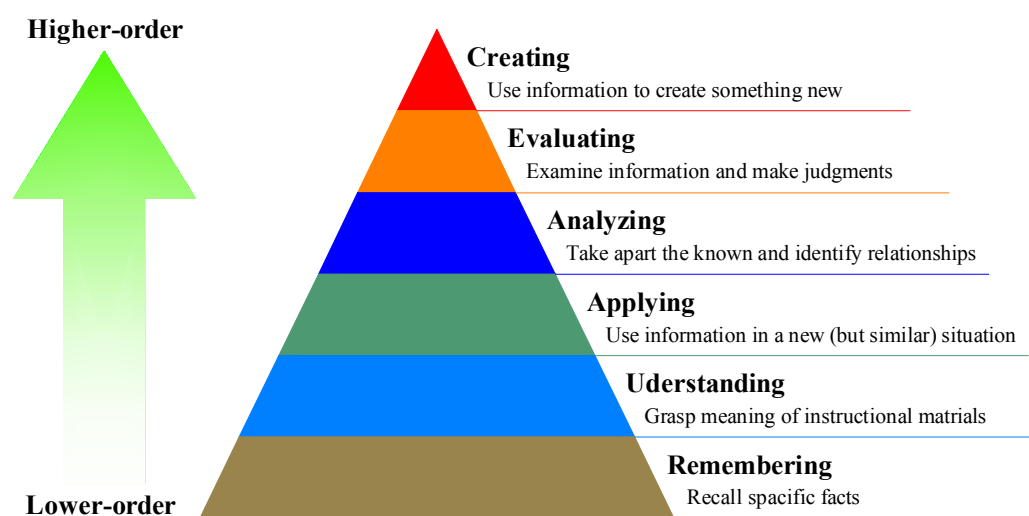 Higher-order
Creating
Use information to create something new
Evaluating
Examine information and make judgments
Analyzing
Take apart the known and identify relationships
Applying
Use information in a new (but similar) situation
Uderstanding
Grasp meaning of instructional matrials
Remembering
Recall spacific facts
Lower-order